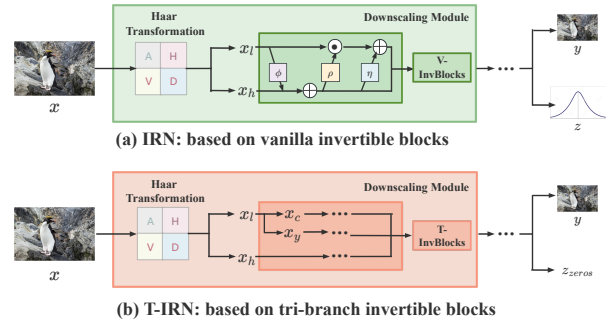 Haar
Transformation
Downscaling Module
A H
V D
x
x_l
x_h
ϕ
ρ
η
V-
InvBlocks
...
y
z
(a) IRN: based on vanilla invertible blocks
Haar
Transformation
Downscaling Module
A H
V D
x
x_l
x_h
x_c ...
x_y ...
...
T-
InvBlocks
...
y
z_zeros
(b) T-IRN: based on tri-branch invertible blocks